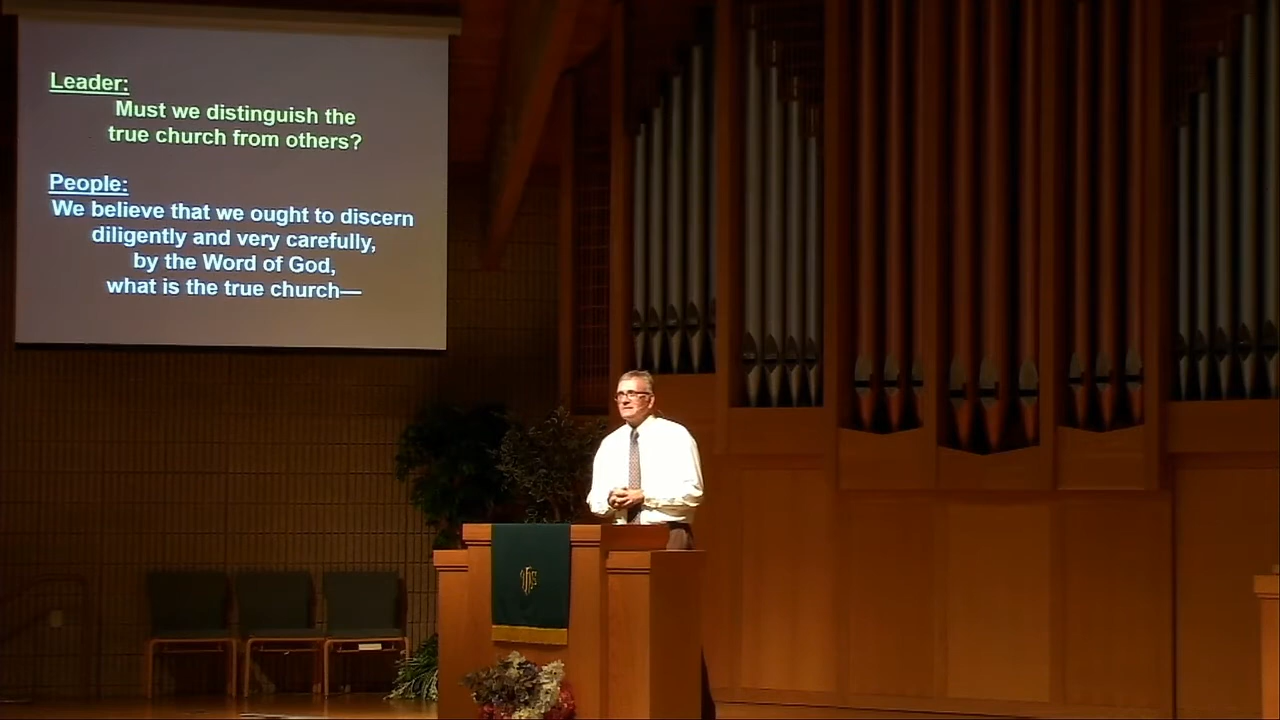 Leader:
Must we distinguish the
true church from others?
People:
We believe that we ought to discern
diligently and very carefully,
by the Word of God,
what is the true church—
IHS